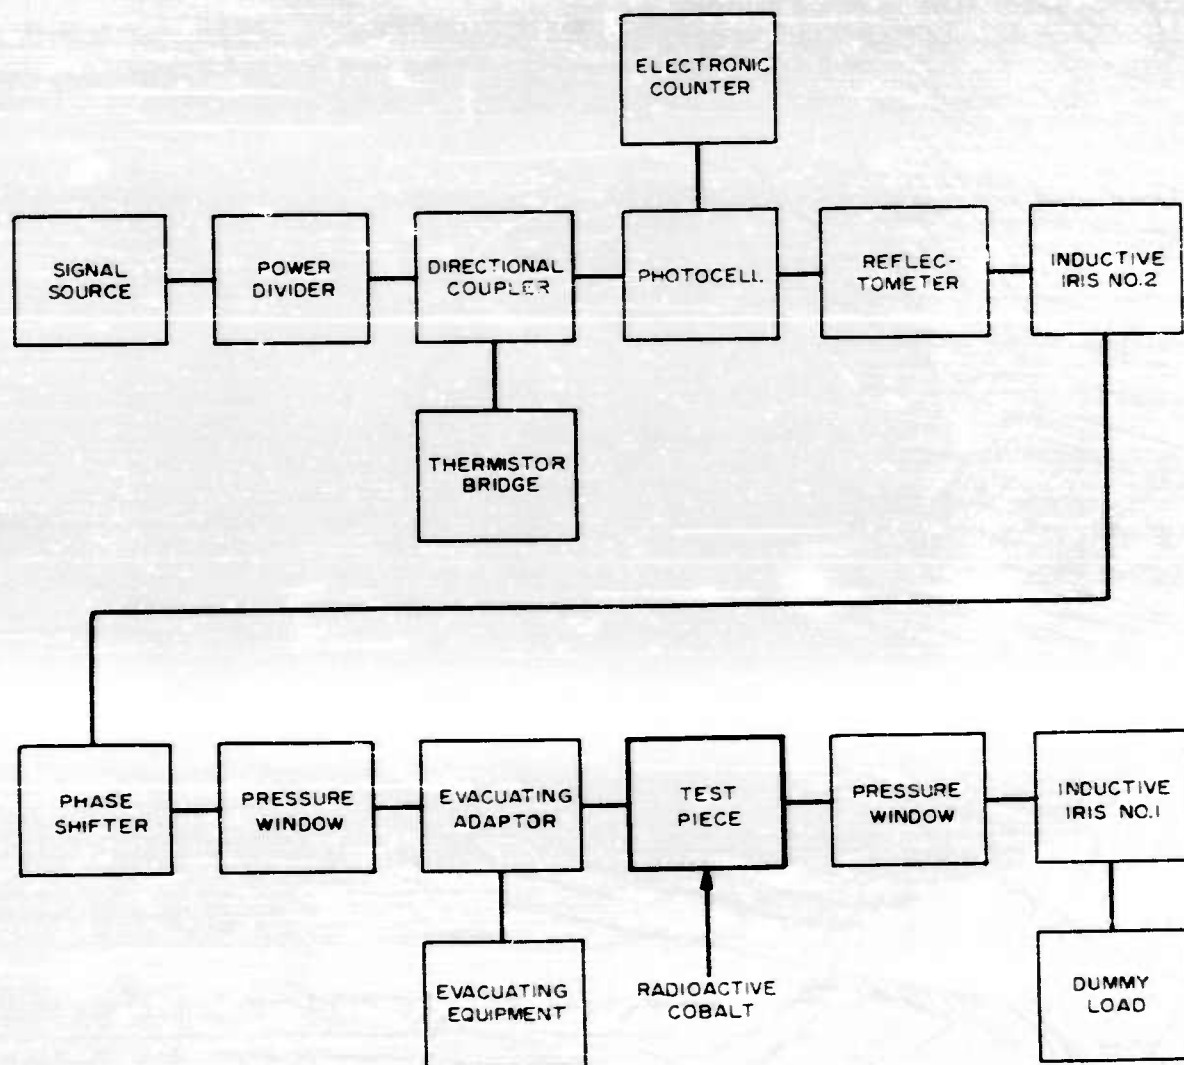 ELECTRONIC
COUNTER
SIGNAL
SOURCE
POWER
DIVIDER
DIRECTIONAL
COUPLER
PHOTOCELL
REFLEC-
TOMETER
INDUCTIVE
IRIS NO.2
THERMISTOR
BRIDGE
PHASE
SHIFTER
PRESSURE
WINDOW
EVACUATING
ADAPTOR
TEST
PIECE
PRESSURE
WINDOW
INDUCTIVE
IRIS NO.1
EVACUATING
EQUIPMENT
RADIOACTIVE
COBALT
DUMMY
LOAD